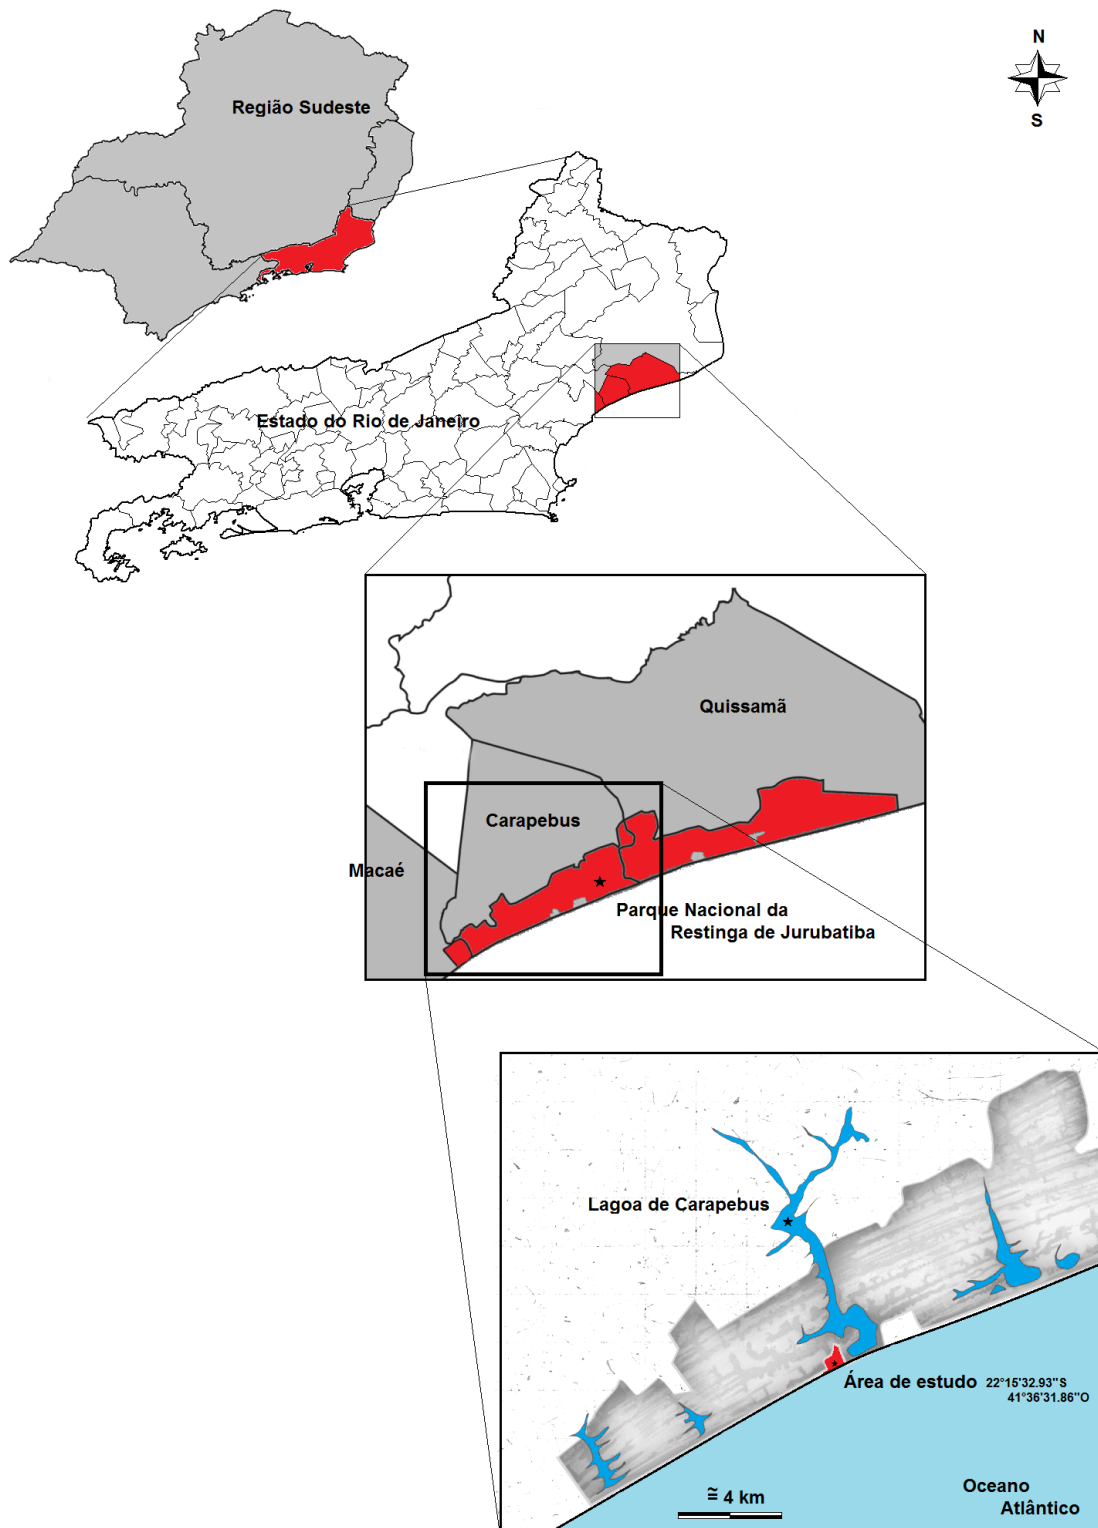 N
S
Região Sudeste
Estado do Rio de Janeiro
Quissamã
Carapebus
Macaé
Parque Nacional da
Restinga de Jurubatiba
Lagoa de Carapebus
Área de estudo 22°15'32.93"S
41°36'31.86"O
≅ 4 km
Oceano
Atlântico